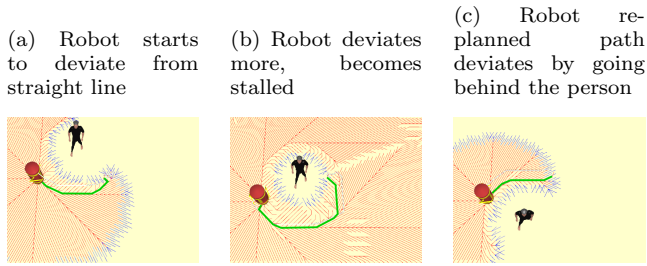 (a) Robot starts
to deviate from
straight line
(b) Robot deviates
more, becomes
stalled
(c) Robot re-
planned path
deviates by going
behind the person